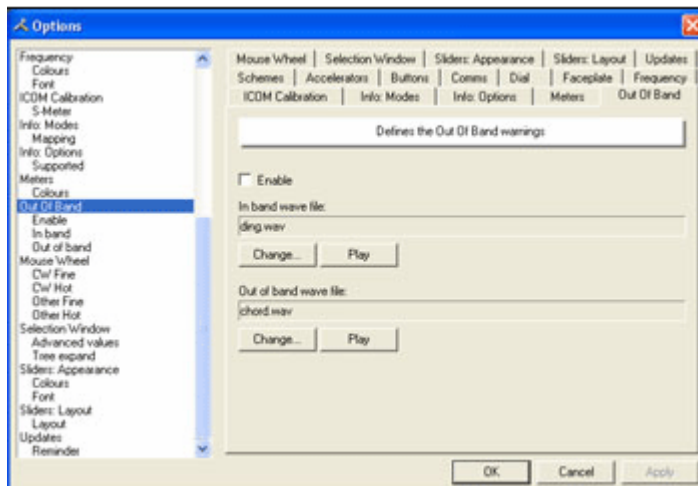 Options
Frequency
Colours
Font
ICOM Calibration
S-Meter
Info: Modes
Mapping
Info: Options
Supported
Meters
Colours
Out Of Band
Enable
In band
Out of band
Mouse Wheel
CW Fine
CW Hot
Other Fine
Other Hot
Selection Window
Advanced values
Tree expand
Sliders: Appearance
Colours
Font
Sliders: Layout
Layout
Updates
Reminder
Mouse Wheel Selection Window Sliders: Appearance Sliders: Layout Updates
Schemes Accelerators Buttons Comms Dial Faceplate Frequency
ICOM Calibration Info: Modes Info: Options Meters Out Of Band
Defines the Out Of Band warnings
Enable
In band wave file:
ding.wav
Change... Play
Out of band wave file:
chord.wav
Change... Play
OK Cancel Apply